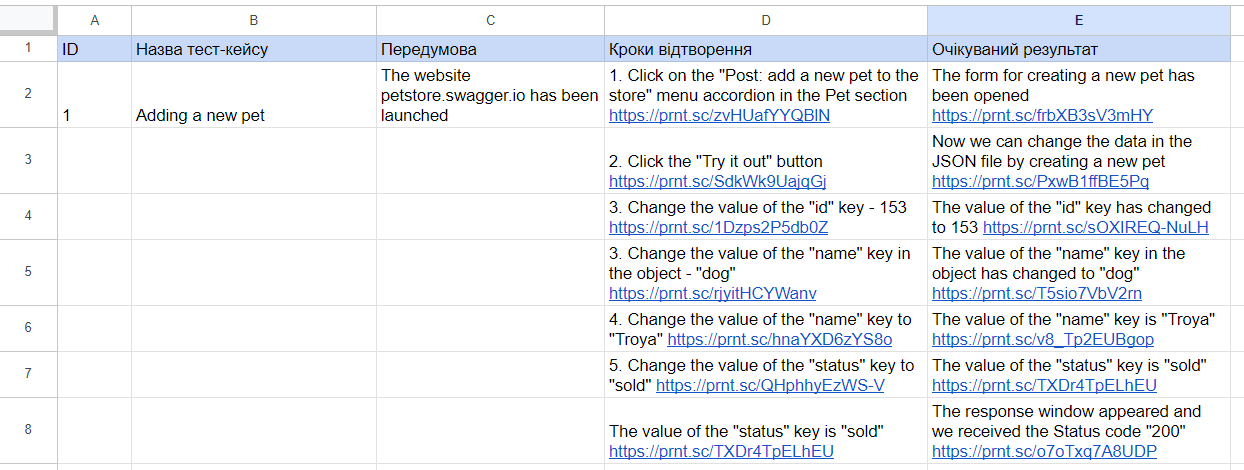 A B C D E
1 ID Назва тест-кейсу Передумова Кроки відтворення Очікуваний результат
2
1
Adding a new pet
The website
petstore.swagger.io has been
launched
1. Click on the "Post: add a new pet to the
store" menu accordion in the Pet section
https://prnt.sc/zvHUafYYQBlN
The form for creating a new pet has
been opened
https://prnt.sc/frbXB3sV3mHY
3
2. Click the "Try it out" button
https://prnt.sc/SdkWk9UajqGj
Now we can change the data in the
JSON file by creating a new pet
https://prnt.sc/PxwB1ffBE5Pq
4
3. Change the value of the "id" key - 153
https://prnt.sc/1Dzps2P5db0Z
The value of the "id" key has changed
to 153 https://prnt.sc/sOXIREQ-NuLH
5
3. Change the value of the "name" key in
the object - "dog"
https://prnt.sc/rjyitHCYWanv
The value of the "name" key in the
object has changed to "dog"
https://prnt.sc/T5sio7VbV2rn
6
4. Change the value of the "name" key to
"Troya" https://prnt.sc/hnaYXD6zYS8o
The value of the "name" key is "Troya"
https://prnt.sc/v8_Tp2EUBgop
7
5. Change the value of the "status" key to
"sold" https://prnt.sc/QHphhyEzWS-V
The value of the "status" key is "sold"
https://prnt.sc/TXDr4TpELhEU
8
The value of the "status" key is "sold"
https://prnt.sc/TXDr4TpELhEU
The response window appeared and
we received the Status code "200"
https://prnt.sc/o7oTxq7A8UDP